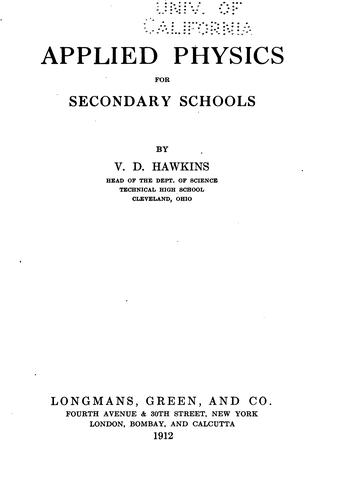 UNIV. OF
CALIFORNIA
APPLIED PHYSICS
FOR
SECONDARY SCHOOLS
BY
V. D. HAWKINS
HEAD OF THE DEPT. OF SCIENCE
TECHNICAL HIGH SCHOOL
CLEVELAND, OHIO
LONGMANS, GREEN, AND CO.
FOURTH AVENUE & 30TH STREET, NEW YORK
LONDON, BOMBAY, AND CALCUTTA
1912